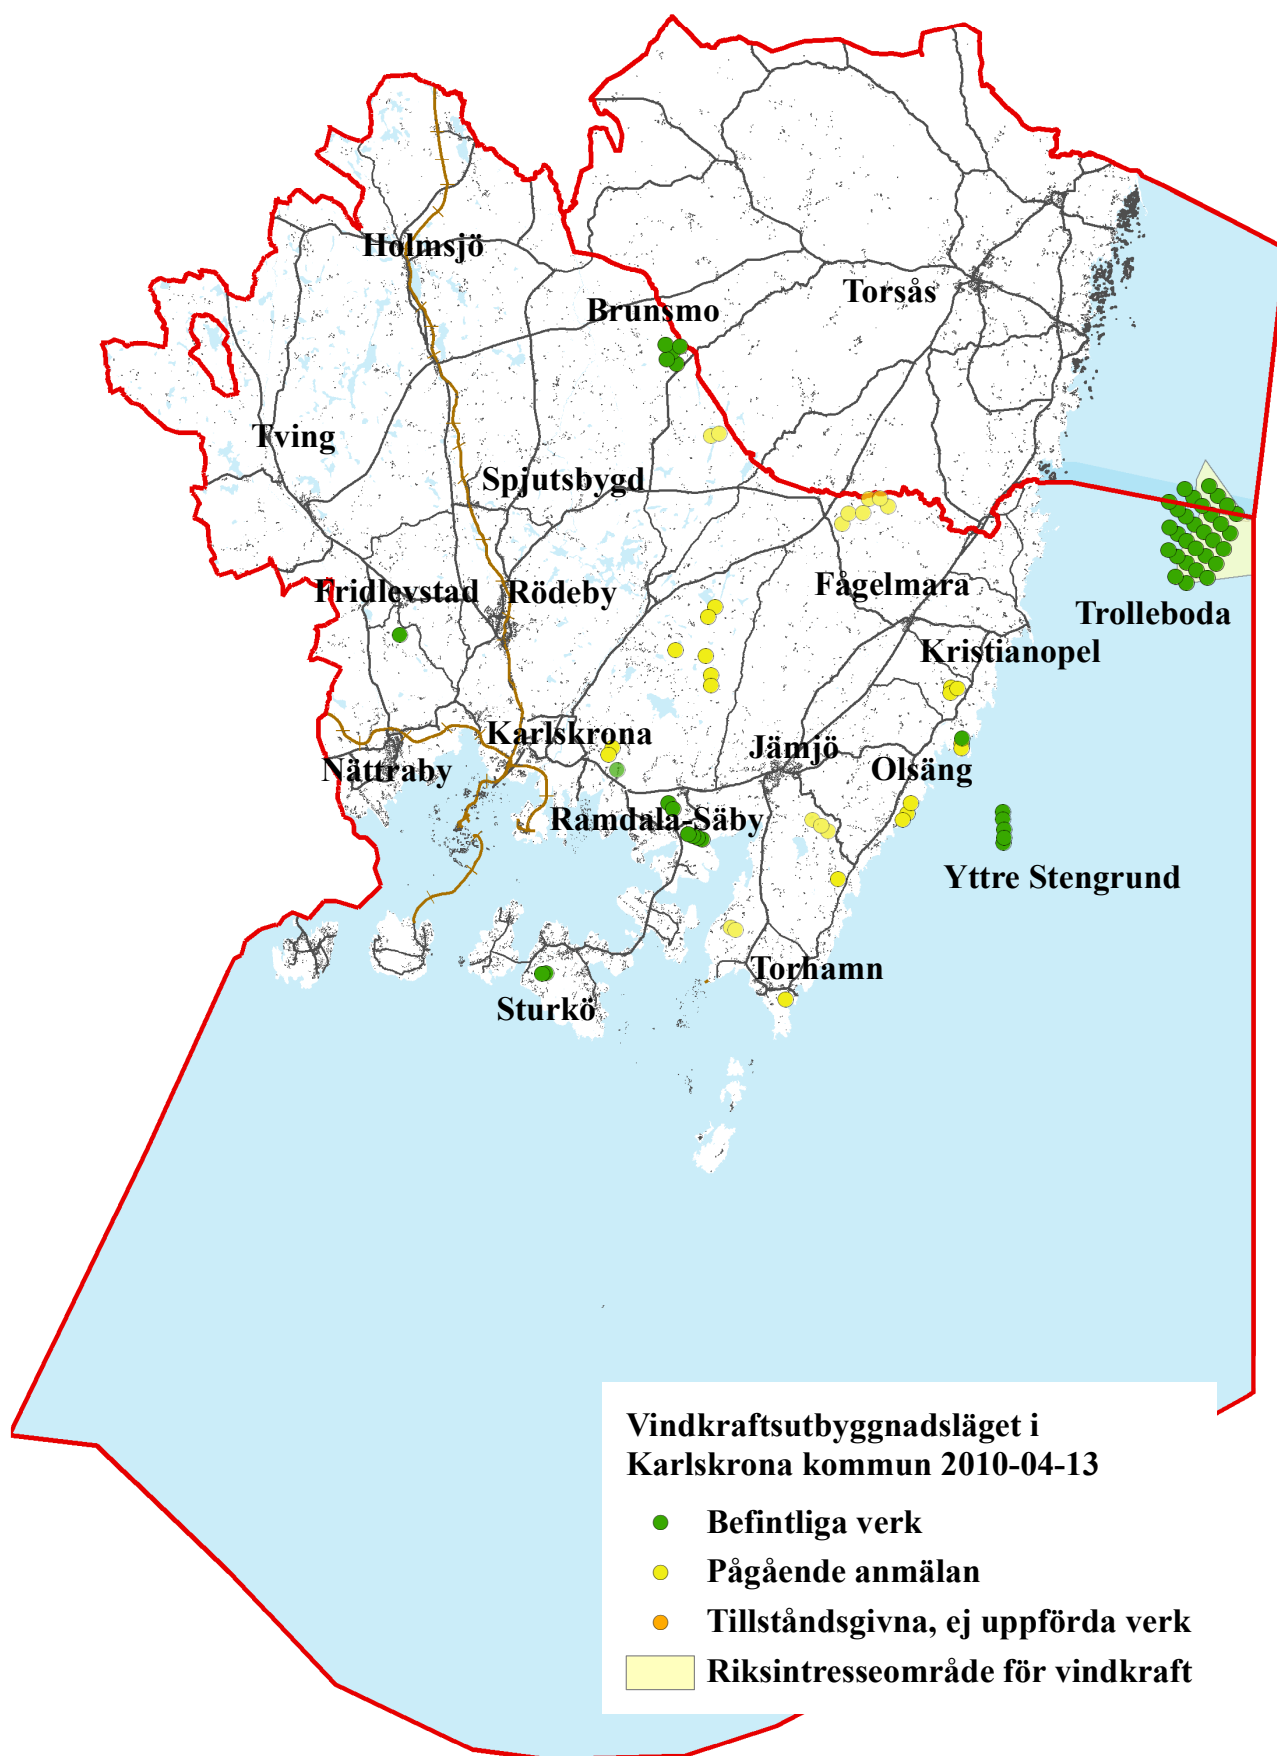 Holmsjö
Brunsmo
Torsås
Tving
Spjutsbygd
Fridlevstad
Rödeby
Fågelmara
Trolleboda
Kristianopel
Karlskrona
Jämjö
Nättraby
Olsäng
Ramdala-Säby
Yttre Stengrund
Torhamn
Sturkö
Vindkraftsutbyggnadsläget i
Karlskrona kommun 2010-04-13
Befintliga verk
Pågående anmälan
Tillståndsgivna, ej uppförda verk
Riksintresseområde för vindkraft